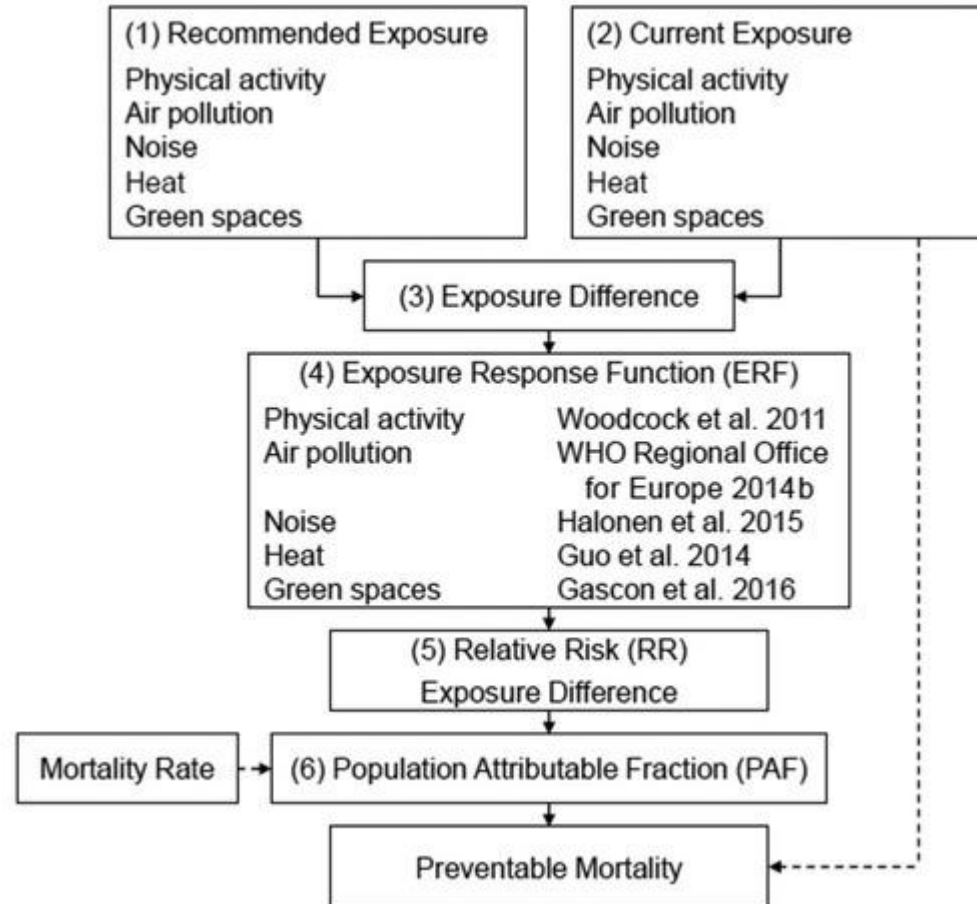 (1) Recommended Exposure
Physical activity
Air pollution
Noise
Heat
Green spaces
(2) Current Exposure
Physical activity
Air pollution
Noise
Heat
Green spaces
(3) Exposure Difference
(4) Exposure Response Function (ERF)
Physical activity Woodcock et al. 2011
Air pollution WHO Regional Office
for Europe 2014b
Noise Halonen et al. 2015
Heat Guo et al. 2014
Green spaces Gascon et al. 2016
(5) Relative Risk (RR)
Exposure Difference
Mortality Rate
(6) Population Attributable Fraction (PAF)
Preventable Mortality